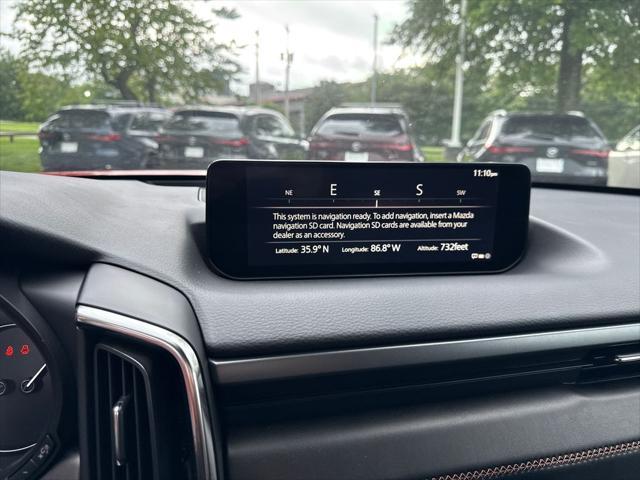 11:10pm
NE E SE S SW
This system is navigation ready. To add navigation, insert a Mazda
navigation SD card. Navigation SD cards are available from your
dealer as an accessory.
Latitude: 35.9° N Longitude: 86.8° W Altitude: 732feet